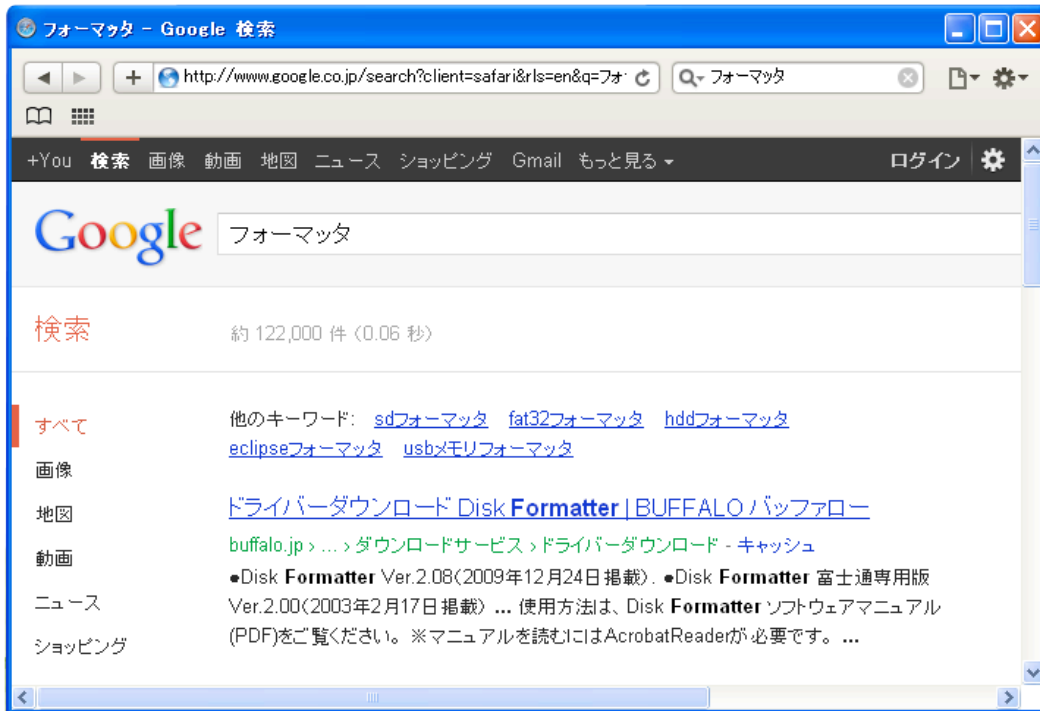 フォーマッタ - Google 検索
http://www.google.co.jp/search?client=safari&rls=en&q=フォ
フォーマッタ
+You 検索 画像 動画 地図 ニュース ショッピング Gmail もっと見る ログイン
Google フォーマッタ
検索 約 122,000 件 (0.06 秒)
すべて
画像
地図
動画
ニュース
ショッピング
他のキーワード: sdフォーマッタ fat32フォーマッタ hddフォーマッタ
eclipseフォーマッタ usbメモリフォーマッタ
ドライバーダウンロード Disk Formatter | BUFFALO バッファロー
buffalo.jp › ... › ダウンロードサービス › ドライバーダウンロード - キャッシュ
●Disk Formatter Ver.2.08(2009年12月24日掲載). ●Disk Formatter 富士通専用版
Ver.2.00(2003年2月17日掲載) ... 使用方法は、Disk Formatter ソフトウェアマニュアル
(PDF)をご覧ください。※マニュアルを読むにはAcrobatReaderが必要です。 ...